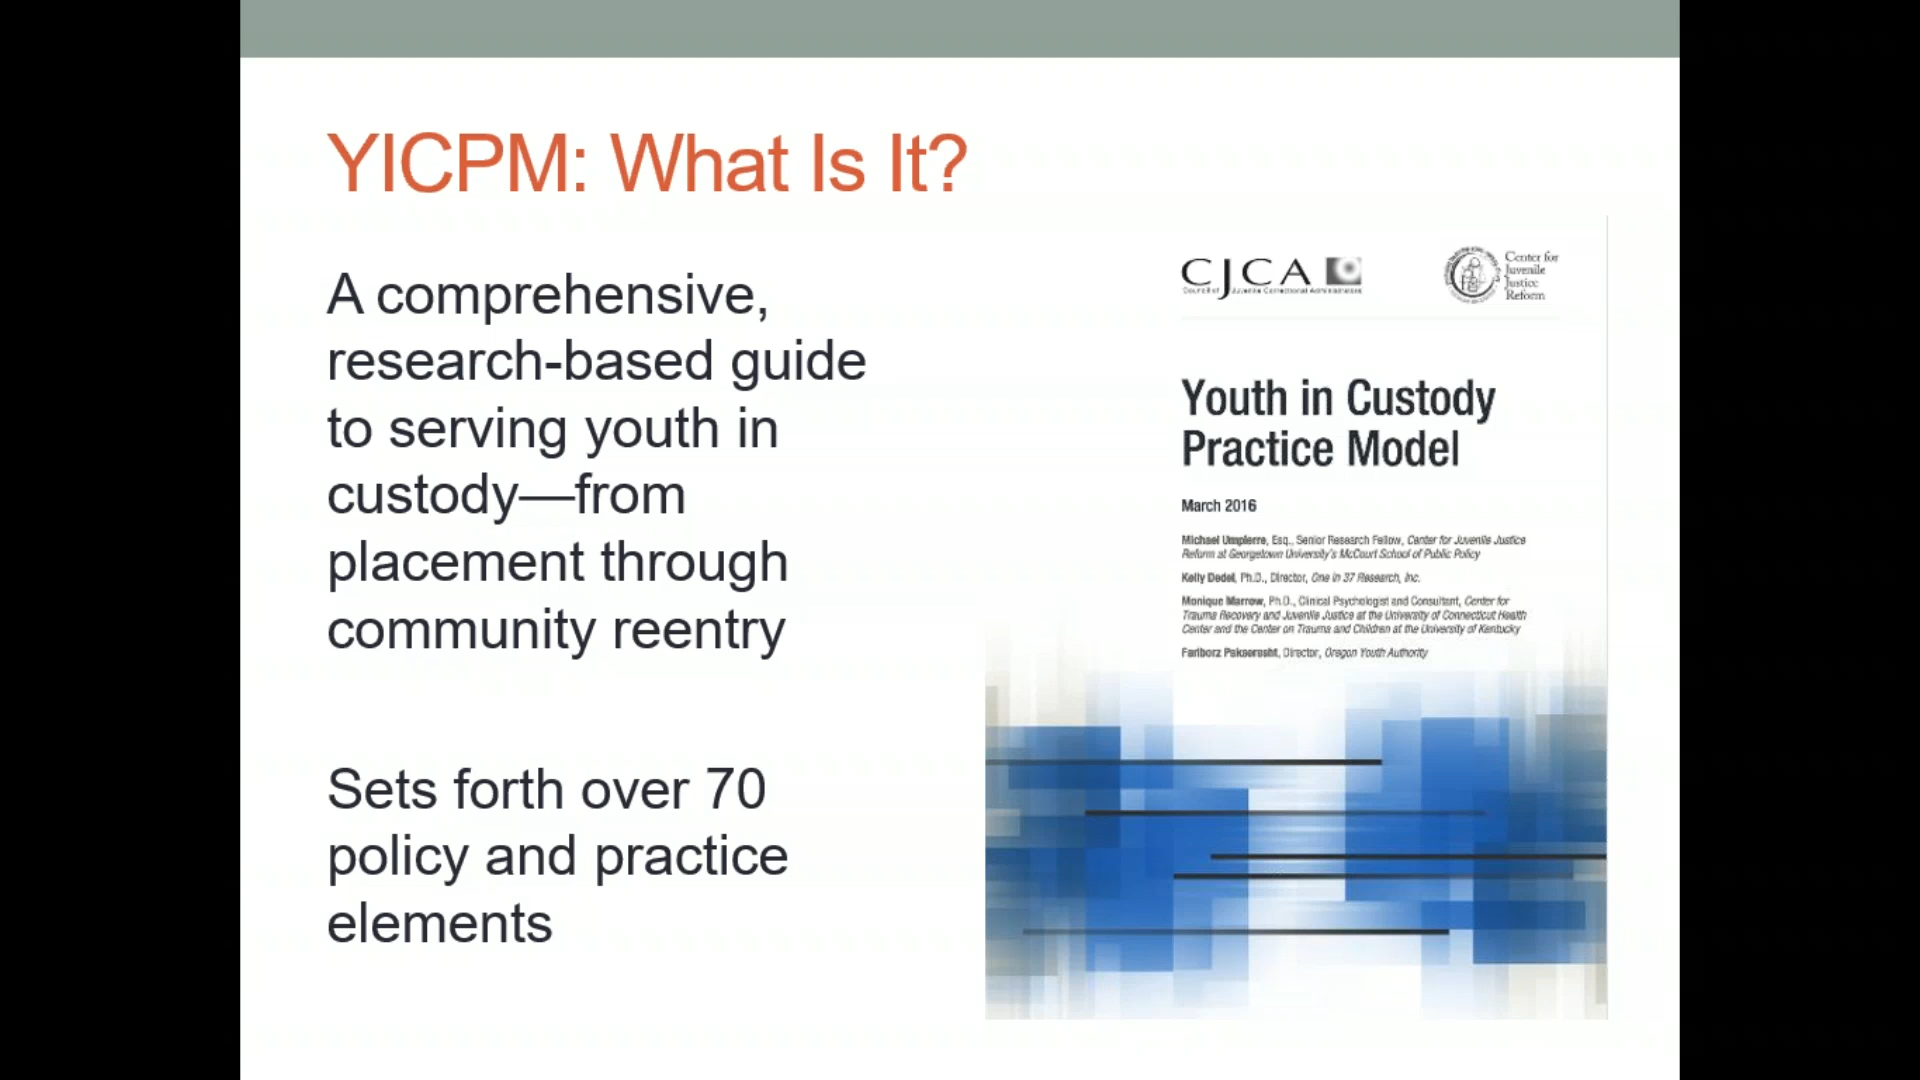 YICPM: What Is It?
A comprehensive,
research-based guide
to serving youth in
custody—from
placement through
community reentry
Sets forth over 70
policy and practice
elements
CJCA
Council of Juvenile Correctional Administrators
Center for
Juvenile
Justice
Reform
Youth in Custody
Practice Model
March 2016
Michael Umpierre, Esq., Senior Research Fellow, Center for Juvenile Justice
Reform at Georgetown University's McCourt School of Public Policy
Kelly Dedel, Ph.D., Director, One in 37 Research, Inc.
Monique Marrow, Ph.D., Clinical Psychologist and Consultant, Center for
Trauma Recovery and Juvenile Justice at the University of Connecticut Health
Center and the Center on Trauma and Children at the University of Kentucky
Fariborz Pakseresht, Director, Oregon Youth Authority